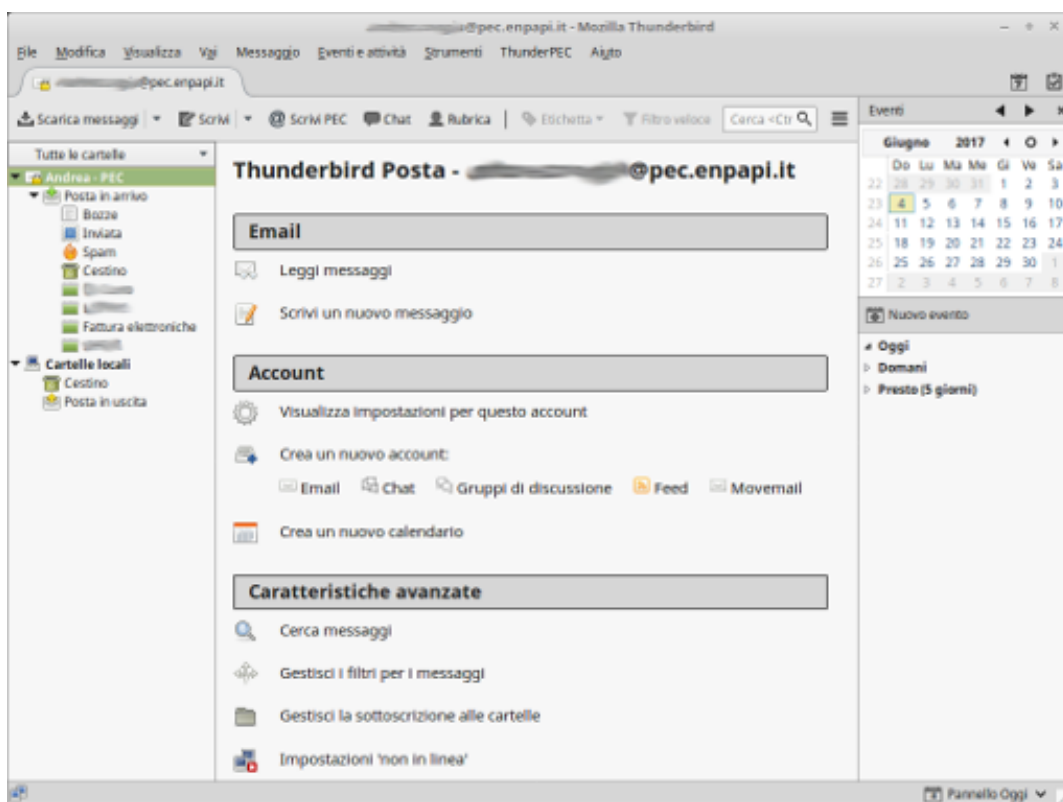 @pec.enpapi.it - Mozilla Thunderbird
File Modifica Visualizza Vai Messaggio Eventi e attività Strumenti ThunderPEC Aiuto
@pec.enpapi.it
Scarica messaggi Scrivi Scrivi PEC Chat Rubrica Etichetta Filtro veloce Cerca <Ctr
Tutte le cartelle
Andrea - PEC
Posta in arrivo
Bozze
Inviata
Spam
Cestino
Fattura elettroniche
Cartelle locali
Cestino
Posta in uscita
Thunderbird Posta - @pec.enpapi.it
Email
Leggi messaggi
Scrivi un nuovo messaggio
Account
Visualizza impostazioni per questo account
Crea un nuovo account:
Email Chat Gruppi di discussione Feed Movemail
Crea un nuovo calendario
Caratteristiche avanzate
Cerca messaggi
Gestisci i filtri per i messaggi
Gestisci la sottoscrizione alle cartelle
Impostazioni 'non in linea'
Eventi
Giugno 2017
Do Lu Ma Me Gi Ve Sa
22 28 29 30 31 1 2 3
23 4 5 6 7 8 9 10
24 11 12 13 14 15 16 17
25 18 19 20 21 22 23 24
26 25 26 27 28 29 30 1
27 2 3 4 5 6 7 8
Nuovo evento
Oggi
Domani
Presto (5 giorni)
Pannello Oggi